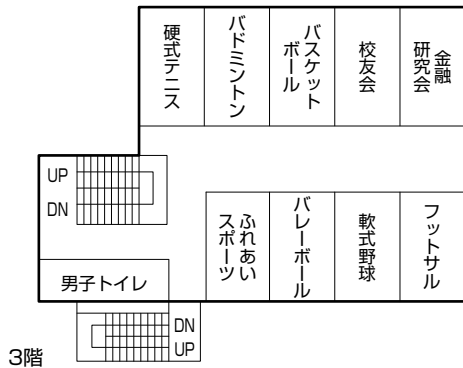 硬式テニス
バドミントン
バスケット
ボール
校友会
金融
研究会
UP
DN
ふれあい
スポーツ
バレーボール
軟式野球
フットサル
男子トイレ
DN
UP
3階